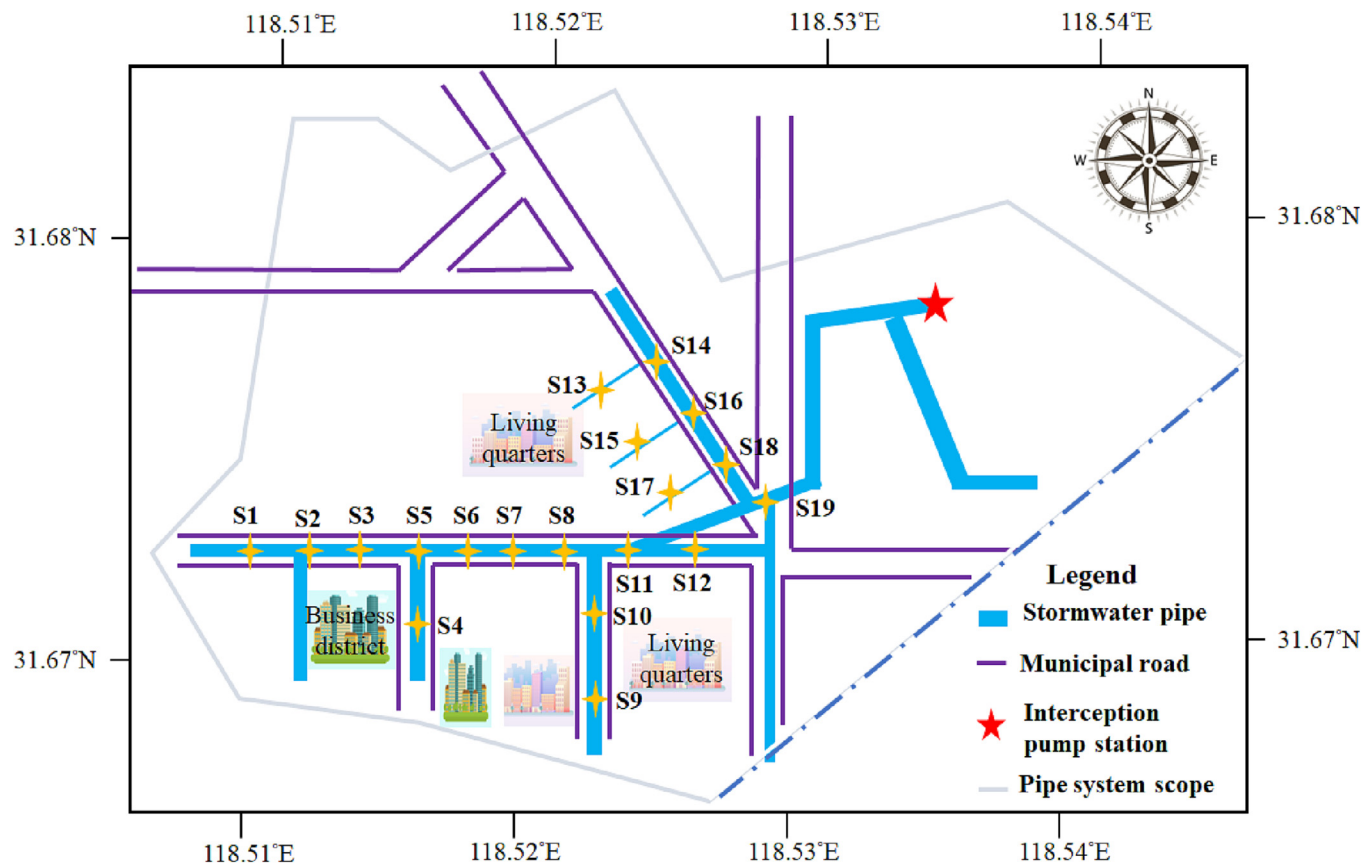 118.51°E
118.52°E
118.53°E
118.54°E
N
W
E
S
31.68°N
31.68°N
S14
S13
S16
Living
quarters
S15
S18
S17
S19
S1
S2
S3
S5
S6
S7
S8
S11
S12
Legend
Business
district
S4
S10
Stormwater pipe
Living
quarters
31.67°N
Municipal road
31.67°N
S9
Interception
pump station
Pipe system scope
118.51°E
118.52°E
118.53°E
118.54°E